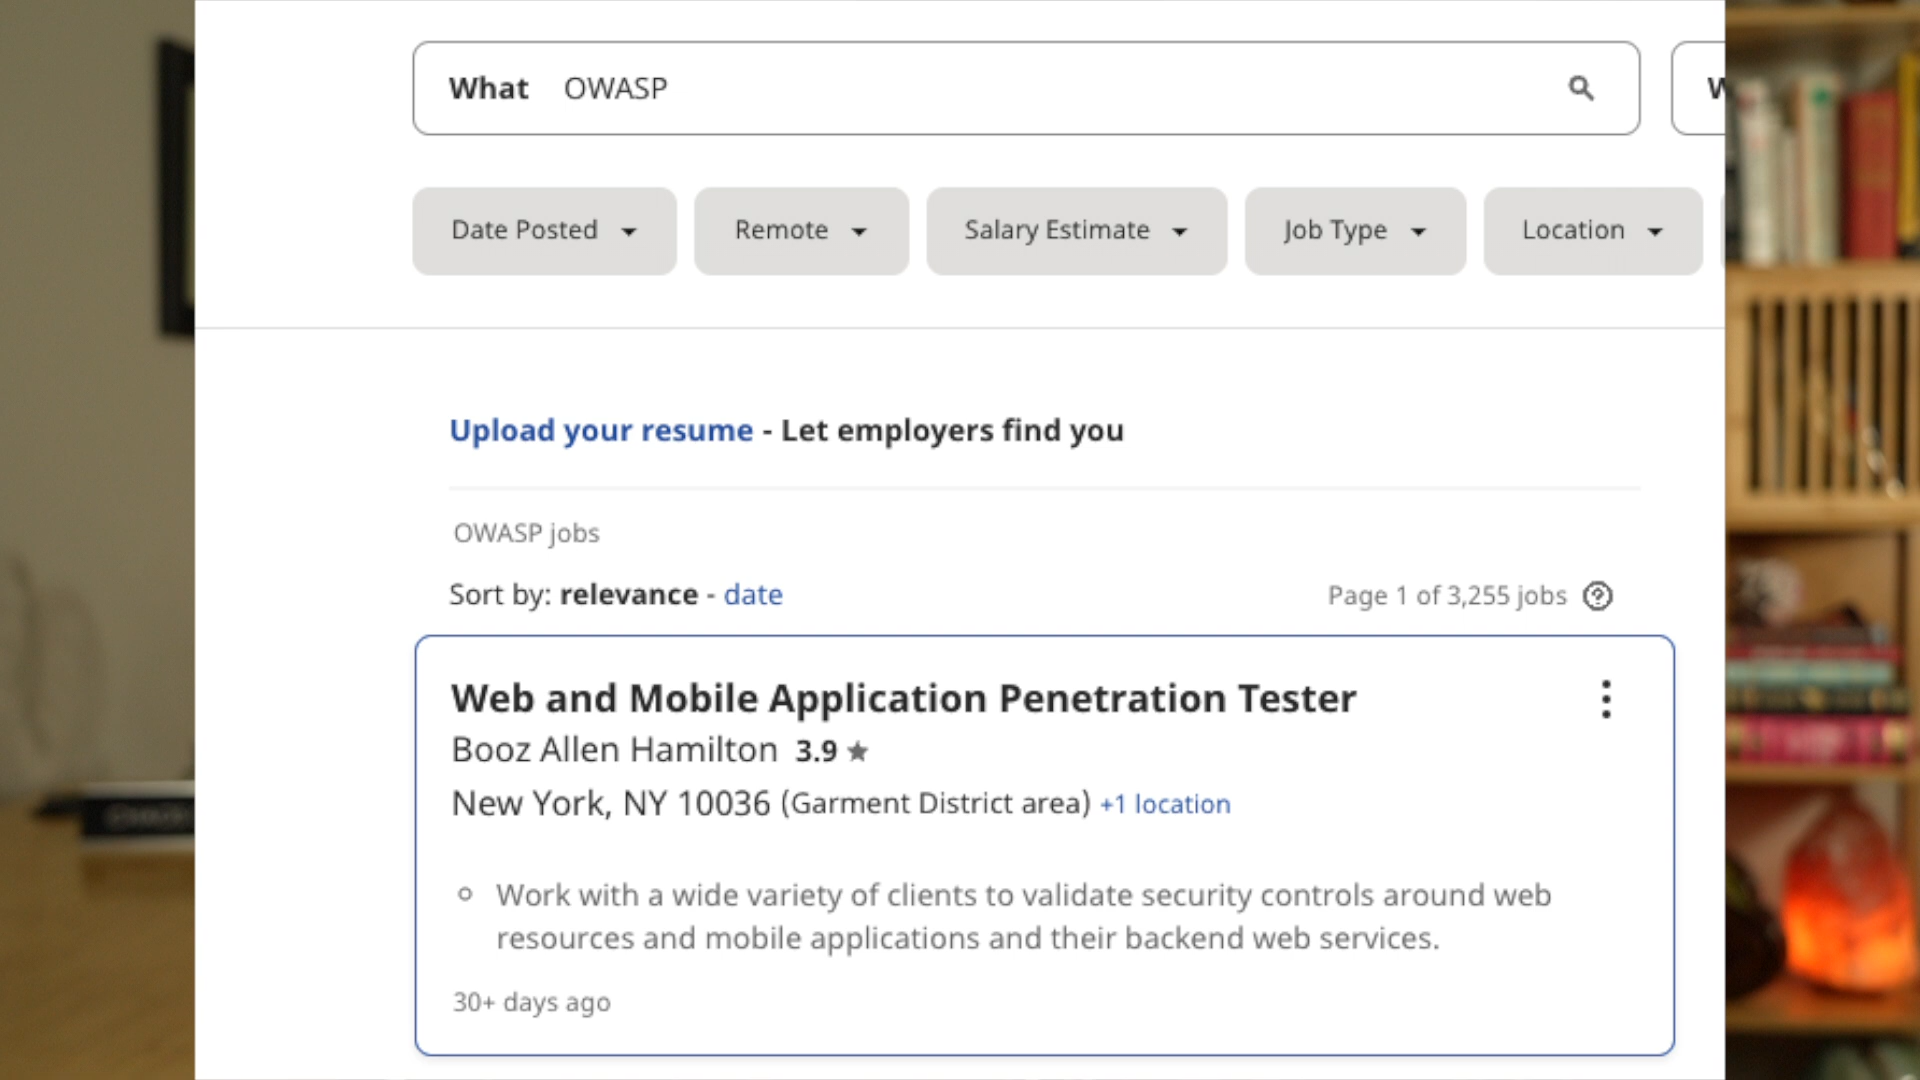 What OWASP
W
Date Posted
Remote
Salary Estimate
Job Type
Location
Upload your resume - Let employers find you
OWASP jobs
Sort by: relevance - date
Page 1 of 3,255 jobs
Web and Mobile Application Penetration Tester
Booz Allen Hamilton 3.9 ★
New York, NY 10036 (Garment District area) +1 location
Work with a wide variety of clients to validate security controls around web
resources and mobile applications and their backend web services.
30+ days ago